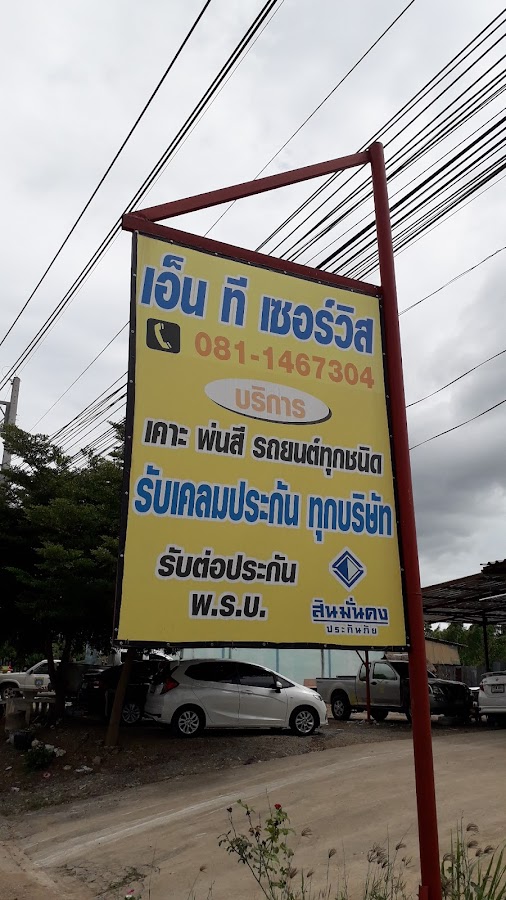 เอ็น ที เซอร์วิส
081-1467304
บริการ
เคาะ พ่นสี รถยนต์ทุกชนิด
รับเคลมประกัน ทุกบริษัท
รับต่อประกัน
พ.ร.บ.
สินมั่นคง
ประกันภัย